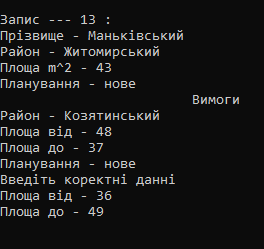 Запис --- 13 :
Прізвище - Маньківський
Район - Житомирський
Площа m^2 - 43
Планування - нове
Вимоги
Район - Козятинський
Площа від - 48
Площа до - 37
Планування - нове
Введіть коректні данні
Площа від - 36
Площа до - 49